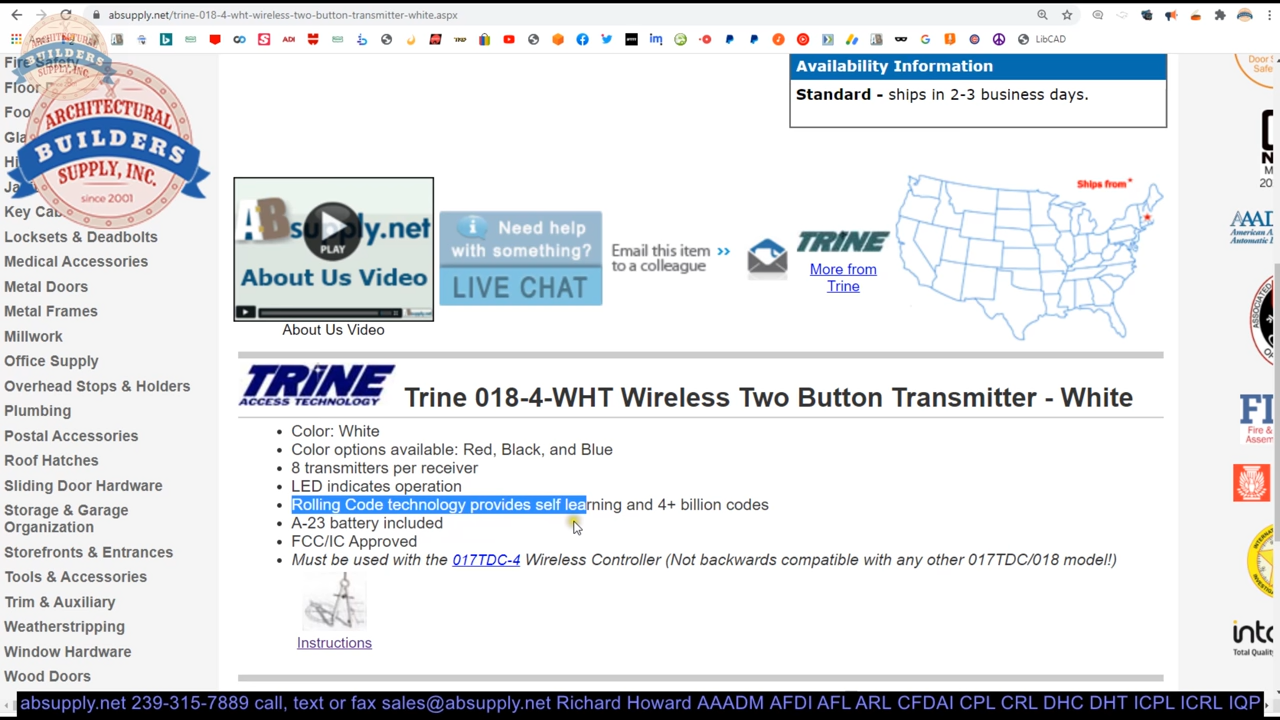 absupply.net/trine-018-4-wht-wireless-two-button-transmitter-white.aspx
LibCAD
ARCHITECTURAL
BUILDERS
SUPPLY, INC.
since 2001
Fire Safety
Floor
Foo
Gla
Key Ca
Locksets & Deadbolts
Medical Accessories
Metal Doors
Metal Frames
Millwork
Office Supply
Overhead Stops & Holders
Plumbing
Postal Accessories
Roof Hatches
Sliding Door Hardware
Storage & Garage
Organization
Storefronts & Entrances
Tools & Accessories
Trim & Auxiliary
Weatherstripping
Window Hardware
Wood Doors
Availability Information
Standard - ships in 2-3 business days.
ABsupply.net
PLAY
About Us Video
About Us Video
Need help
with something?
LIVE CHAT
Email this item >>
to a colleague
TRINE
More from
Trine
Ships from*
TRINE
ACCESS TECHNOLOGY
Trine 018-4-WHT Wireless Two Button Transmitter - White
• Color: White
• Color options available: Red, Black, and Blue
• 8 transmitters per receiver
• LED indicates operation
• Rolling Code technology provides self learning and 4+ billion codes
• A-23 battery included
• FCC/IC Approved
• Must be used with the 017TDC-4 Wireless Controller (Not backwards compatible with any other 017TDC/018 model!)
Instructions
absupply.net 239-315-7889 call, text or fax sales@absupply.net Richard Howard AAADM AFDI AFL ARL CFDAI CPL CRL DHC DHT ICPL ICRL IQP